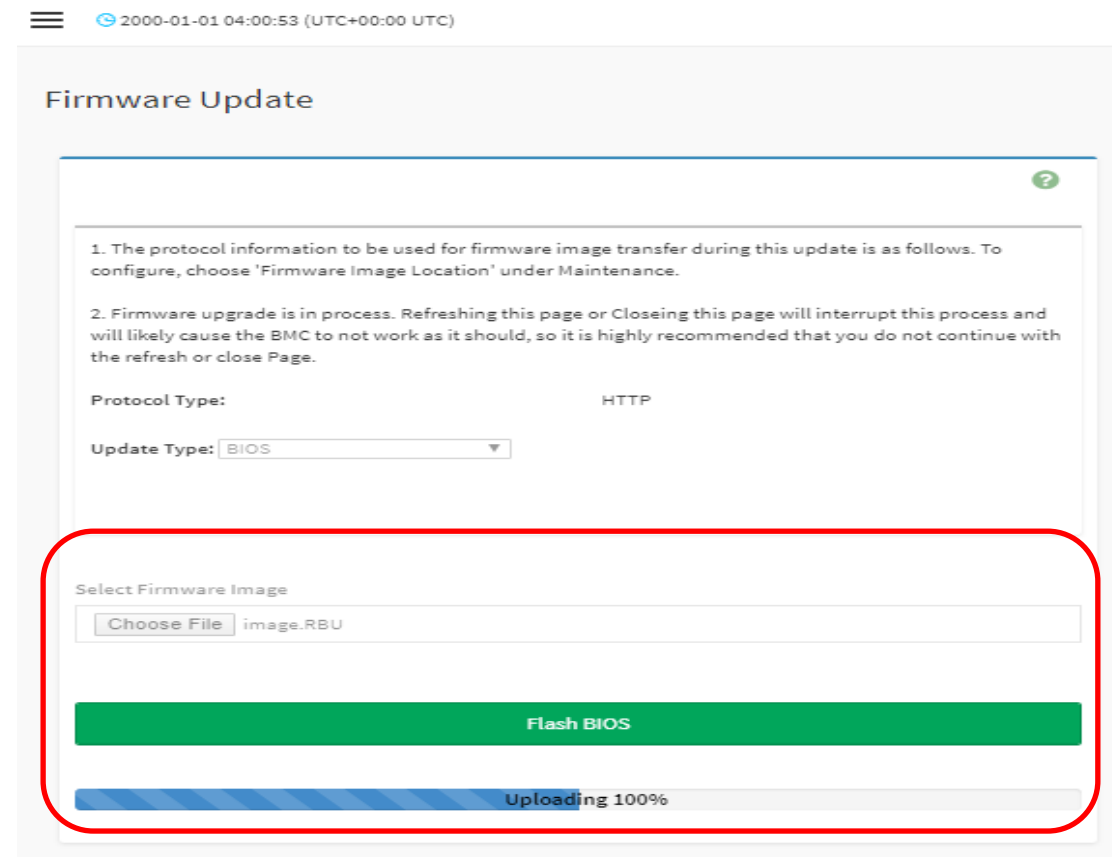 2000-01-01 04:00:53 (UTC+00:00 UTC)
Firmware Update
1. The protocol information to be used for firmware image transfer during this update is as follows. To
configure, choose 'Firmware Image Location' under Maintenance.
2. Firmware upgrade is in process. Refreshing this page or Closeing this page will interrupt this process and
will likely cause the BMC to not work as it should, so it is highly recommended that you do not continue with
the refresh or close Page.
Protocol Type: HTTP
Update Type: BIOS
Select Firmware Image
Choose File image.RBU
Flash BIOS
Uploading 100%